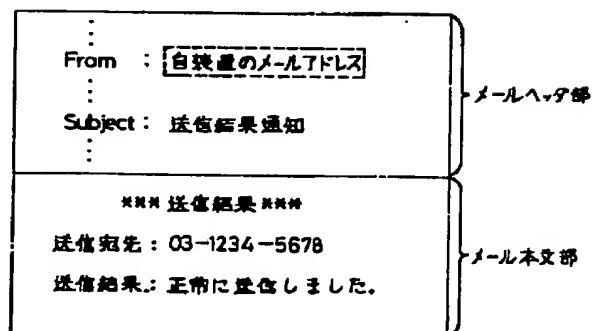 From : 自装置のメールアドレス
Subject : 送信結果通知
メールヘッダ部
*** 送信結果 ***
送信宛先 : 03-1234-5678
送信結果 : 正常に送信しました。
メール本文部